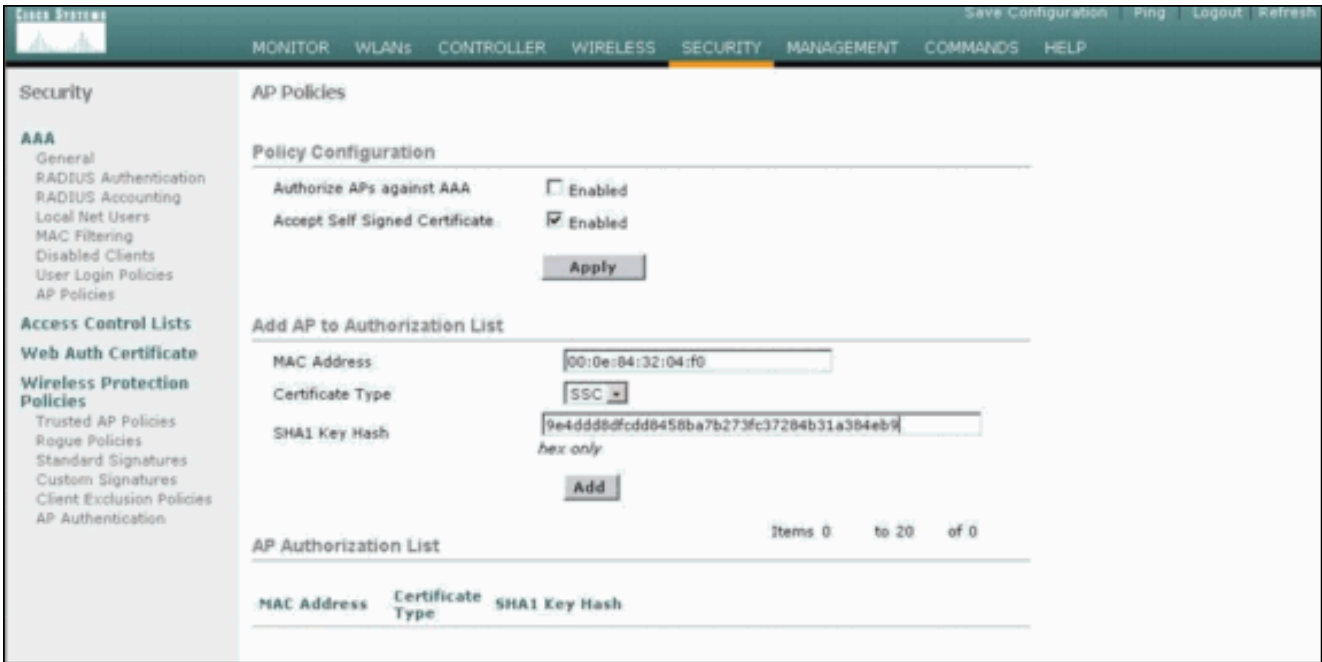 CISCO SYSTEMS
Save Configuration | Ping | Logout | Refresh
MONITOR WLANs CONTROLLER WIRELESS SECURITY MANAGEMENT COMMANDS HELP
Security
AAA
General
RADIUS Authentication
RADIUS Accounting
Local Net Users
MAC Filtering
Disabled Clients
User Login Policies
AP Policies
Access Control Lists
Web Auth Certificate
Wireless Protection
Policies
Trusted AP Policies
Rogue Policies
Standard Signatures
Custom Signatures
Client Exclusion Policies
AP Authentication
AP Policies
Policy Configuration
Authorize APs against AAA Enabled
Accept Self Signed Certificate Enabled
Apply
Add AP to Authorization List
MAC Address 00:0e:84:32:04:f0
Certificate Type SSC
SHA1 Key Hash 9e4ddd8dfcdd8458ba7b273fc37284b31a384eb9
hex only
Add
Items 0 to 20 of 0
AP Authorization List
MAC Address Certificate Type SHA1 Key Hash